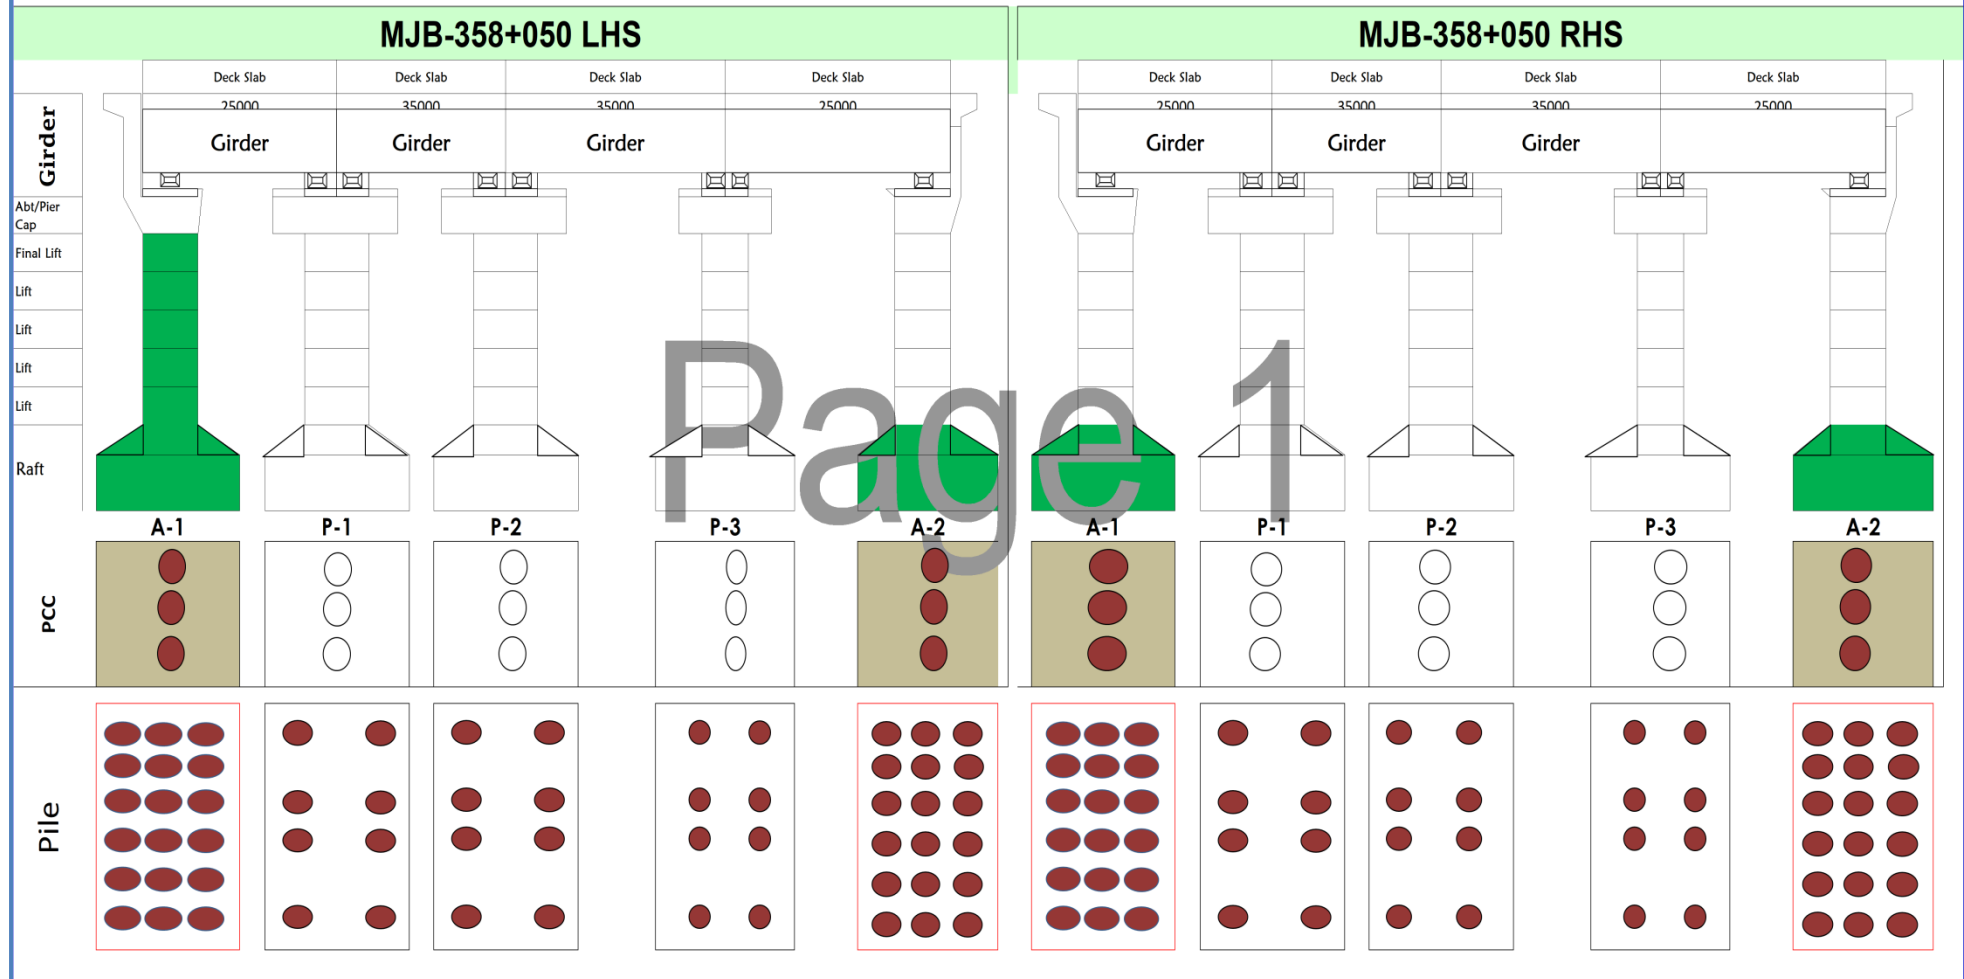 MJB-358+050 LHS MJB-358+050 RHS
Deck Slab Deck Slab Deck Slab Deck Slab Deck Slab Deck Slab Deck Slab Deck Slab
25000 35000 35000 25000 25000 35000 35000 25000
Girder Girder Girder Girder Girder Girder Girder
Abt/Pier
Cap
Final Lift
Lift
Lift
Lift
Lift
Page 1
Raft
A-1 P-1 P-2 P-3 A-2 A-1 P-1 P-2 P-3 A-2
PCC
Pile